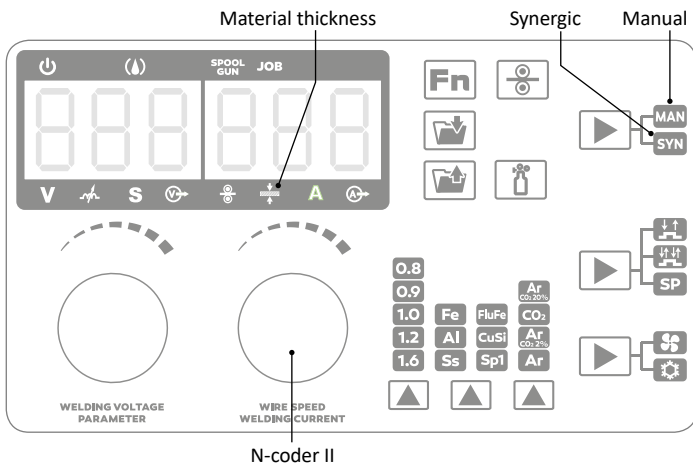 Material thickness
Synergic
Manual
SPOOL
GUN
JOB
Fn
MAN
SYN
V
S
V
A
A
SP
0.8
0.9
1.0
1.2
1.6
Fe
Al
Ss
FluFe
CuSi
Sp1
Ar
CO₂ 20%
CO₂
Ar
CO₂ 2%
Ar
WELDING VOLTAGE
PARAMETER
WIRE SPEED
WELDING CURRENT
N-coder II